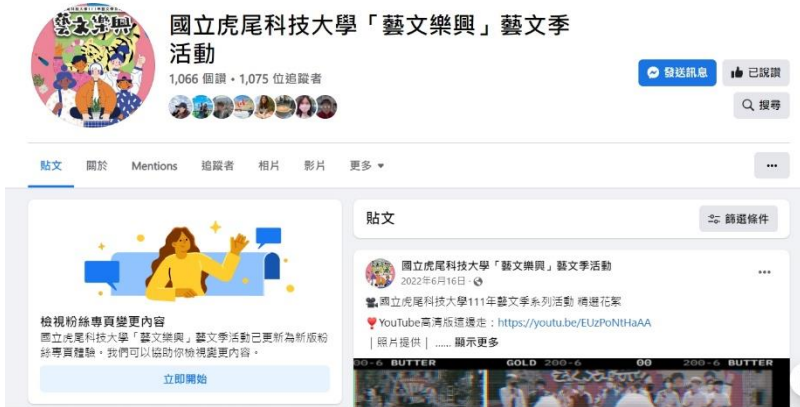 藝文樂興
國立虎尾科技大學「藝文樂興」藝文季
活動
1,066 個讚 • 1,075 位追蹤者
發送訊息
已說讚
搜尋
貼文
關於
Mentions
追蹤者
相片
影片
更多
檢視粉絲專頁變更內容
國立虎尾科技大學「藝文樂興」藝文季活動已更新為新版粉
絲專頁體驗。我們可以協助你檢視變更內容。
立即開始
貼文
篩選條件
國立虎尾科技大學「藝文樂興」藝文季活動
2022年6月16日
國立虎尾科技大學111年藝文季系列活動 精選花絮
YouTube高清版這邊走：https://youtu.be/EUzPoNtHaAA
| 照片提供 | ...... 顯示更多
00-6 BUTTER GOLD 200-6 00 200-6 BUTTER